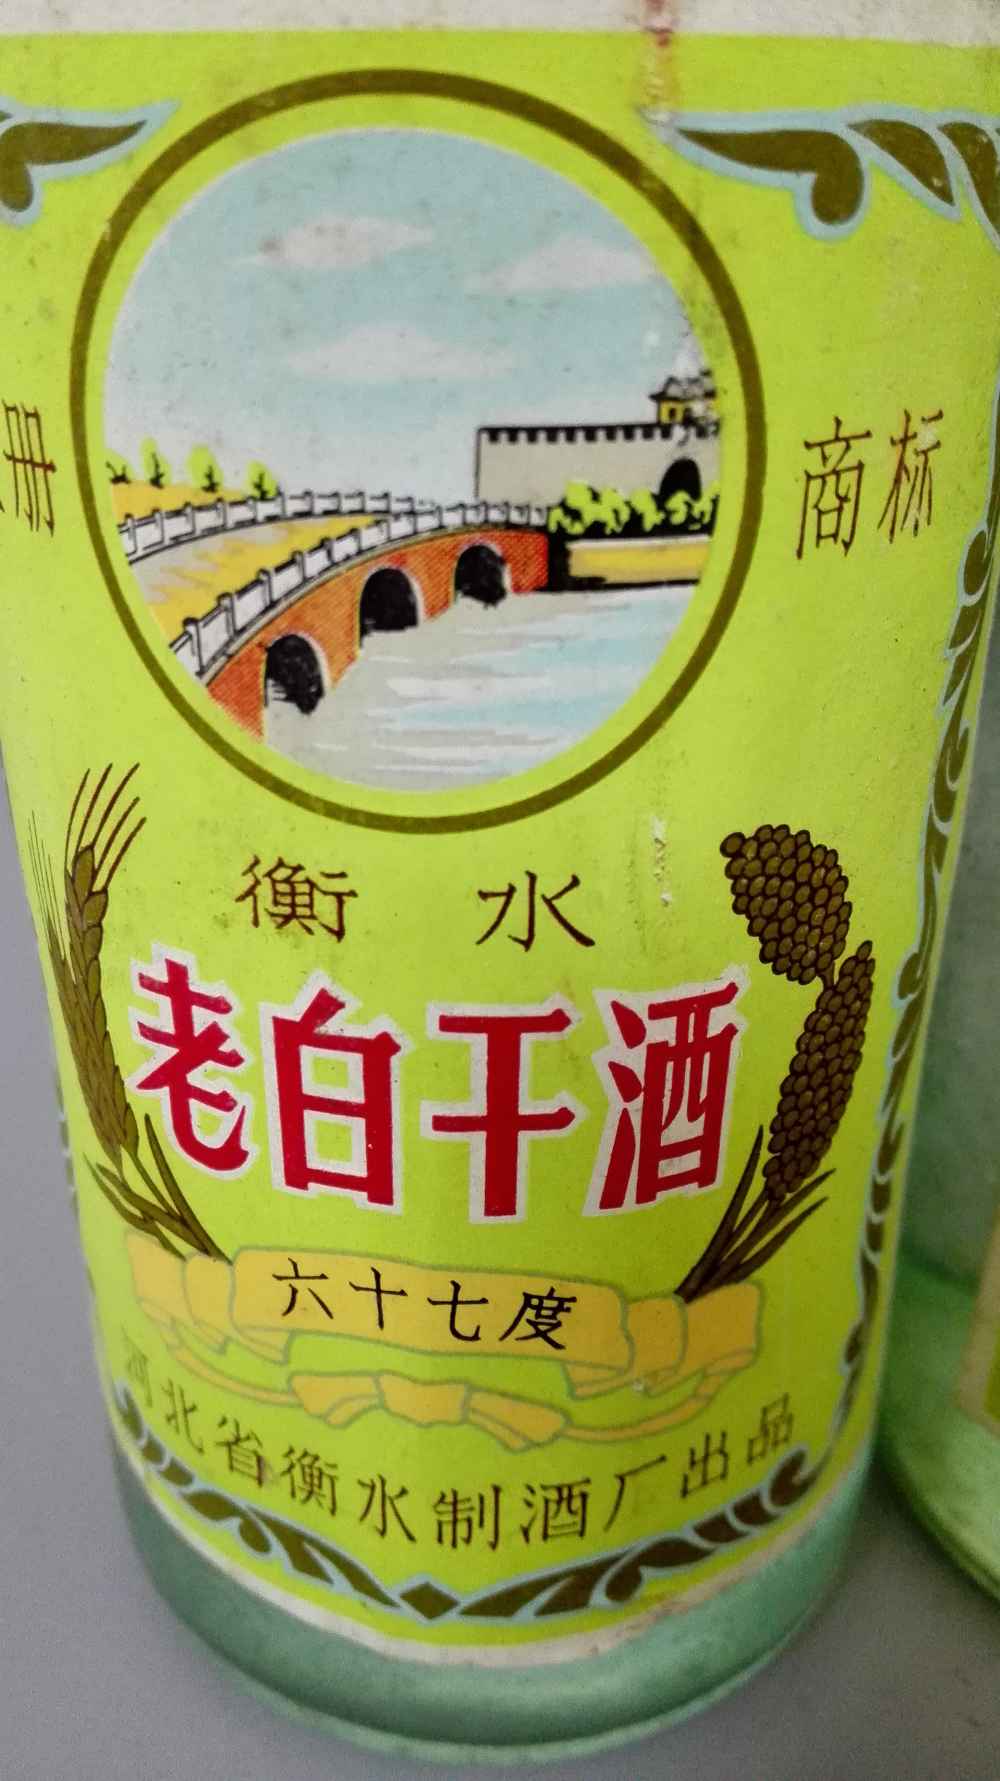 册 商标
衡水
老白干酒
六十七度
河北省衡水制酒厂出品